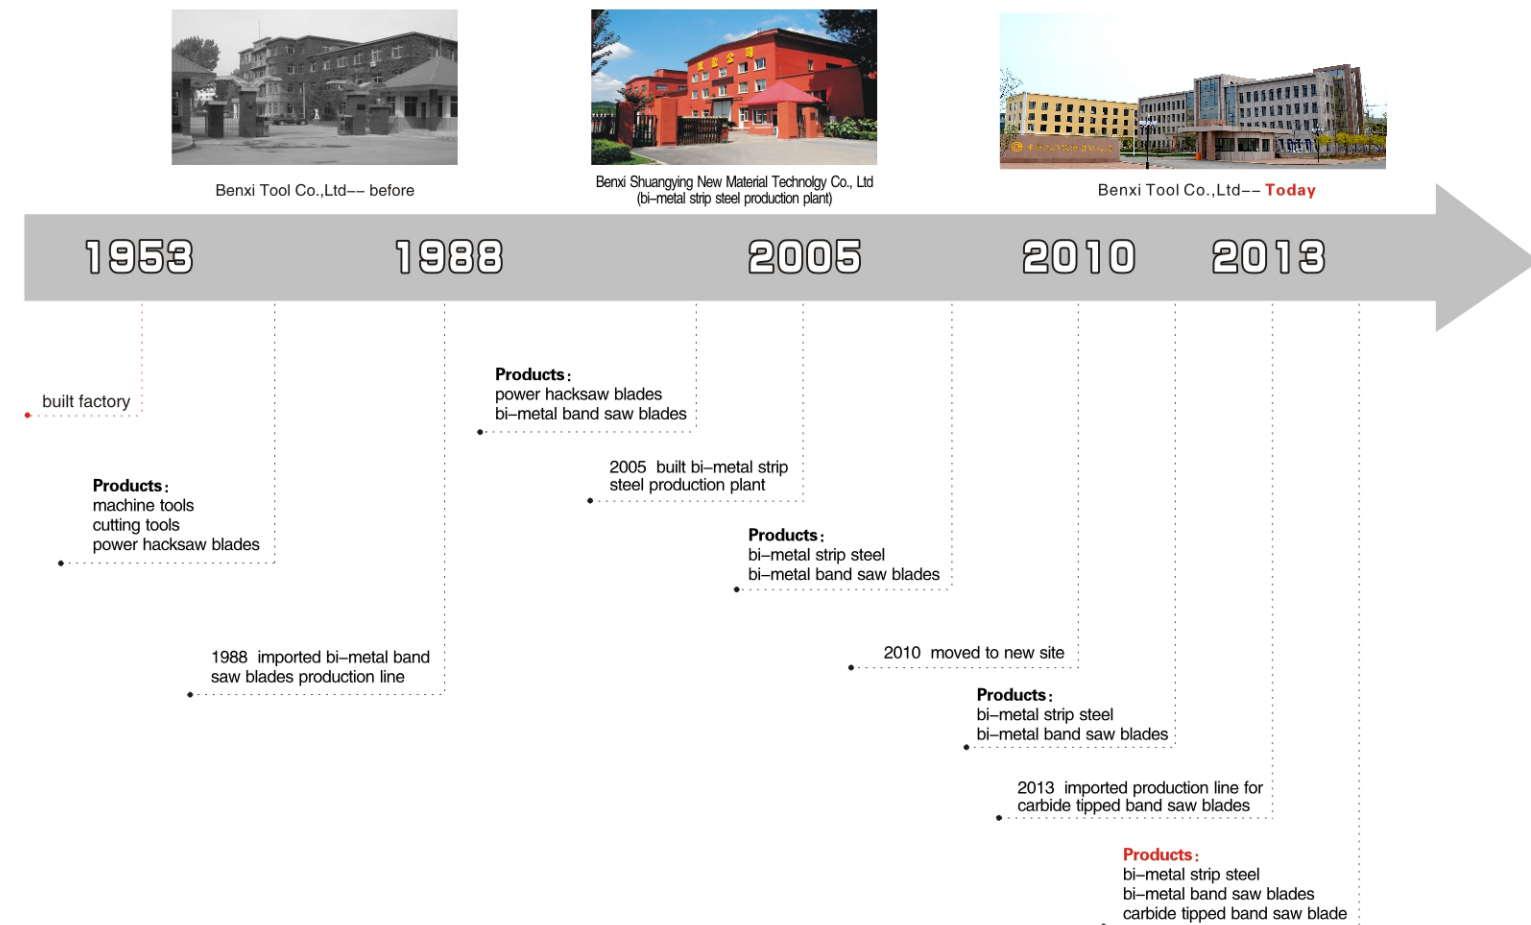 Benxi Tool Co.,Ltd–– before
Benxi Shuangying New Material Technolgy Co., Ltd
(bi–metal strip steel production plant)
Benxi Tool Co.,Ltd–– Today
1953
1988
2005
2010
2013
built factory
Products:
machine tools
cutting tools
power hacksaw blades
1988 imported bi–metal band
saw blades production line
Products:
power hacksaw blades
bi–metal band saw blades
2005 built bi–metal strip
steel production plant
Products:
bi–metal strip steel
bi–metal band saw blades
2010 moved to new site
Products:
bi–metal strip steel
bi–metal band saw blades
2013 imported production line for
carbide tipped band saw blades
Products:
bi–metal strip steel
bi–metal band saw blades
carbide tipped band saw blade